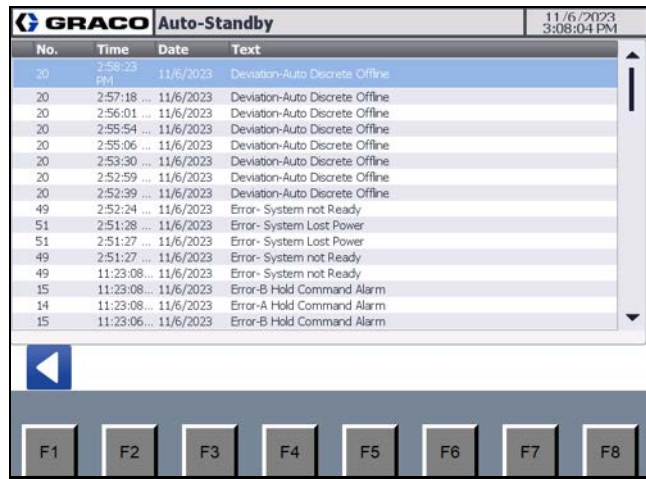 GRACO Auto-Standby 11/6/2023
3:08:04 PM
No. Time Date Text
20 2:58:23 PM 11/6/2023 Deviation-Auto Discrete Offline
20 2:57:18 ... 11/6/2023 Deviation-Auto Discrete Offline
20 2:56:01 ... 11/6/2023 Deviation-Auto Discrete Offline
20 2:55:54 ... 11/6/2023 Deviation-Auto Discrete Offline
20 2:55:06 ... 11/6/2023 Deviation-Auto Discrete Offline
20 2:53:30 ... 11/6/2023 Deviation-Auto Discrete Offline
20 2:52:59 ... 11/6/2023 Deviation-Auto Discrete Offline
20 2:52:39 ... 11/6/2023 Deviation-Auto Discrete Offline
49 2:52:24 ... 11/6/2023 Error- System not Ready
51 2:51:28 ... 11/6/2023 Error- System Lost Power
51 2:51:27 ... 11/6/2023 Error- System Lost Power
49 2:51:27 ... 11/6/2023 Error- System not Ready
49 11:23:08... 11/6/2023 Error- System not Ready
15 11:23:08... 11/6/2023 Error-B Hold Command Alarm
14 11:23:08... 11/6/2023 Error-A Hold Command Alarm
15 11:23:06... 11/6/2023 Error-B Hold Command Alarm
F1 F2 F3 F4 F5 F6 F7 F8